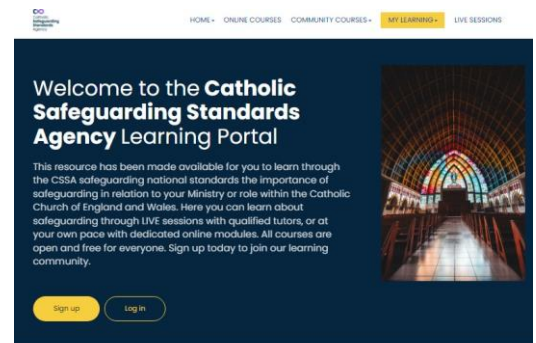 Catholic
Safeguarding
Standards
Agency
HOME
ONLINE COURSES
COMMUNITY COURSES
MY LEARNING
LIVE SESSIONS
Welcome to the Catholic
Safeguarding Standards
Agency Learning Portal
This resource has been made available for you to learn through
the CSSA safeguarding national standards the importance of
safeguarding in relation to your Ministry or role within the Catholic
Church of England and Wales. Here you can learn about
safeguarding through LIVE sessions with qualified tutors, or at
your own pace with dedicated online modules. All courses are
open and free for everyone. Sign up today to join our learning
community.
Sign up
Log in